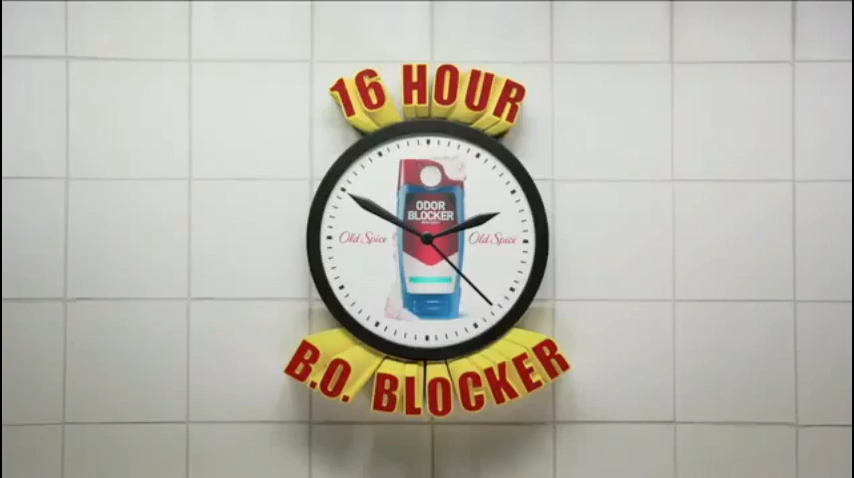 16 HOUR
ODOR
BLOCKER
Old Spice
Old Spice
B.O. BLOCKER